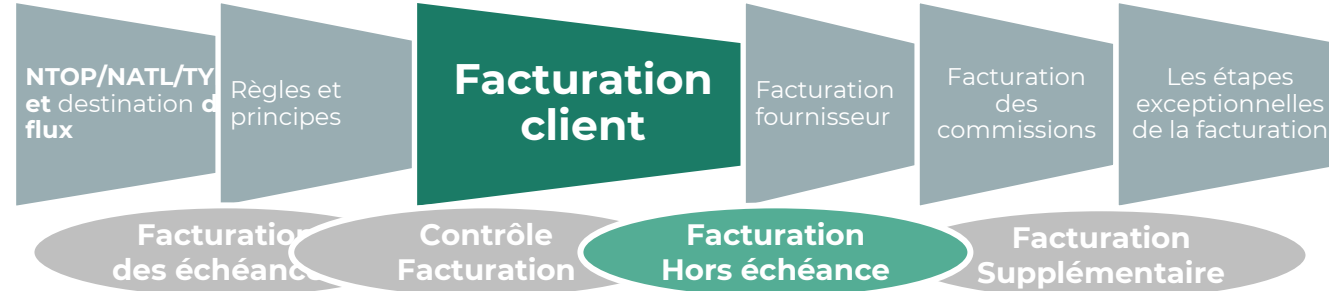 NTOP/NATL/TY
et destination d
flux
Règles et
principes
Facturation
client
Facturation
fournisseur
Facturation
des
commissions
Les étapes
exceptionnelles
de la facturation
Facturation
des échéanc
Contrôle
Facturation
Facturation
Hors échéance
Facturation
Supplémentaire